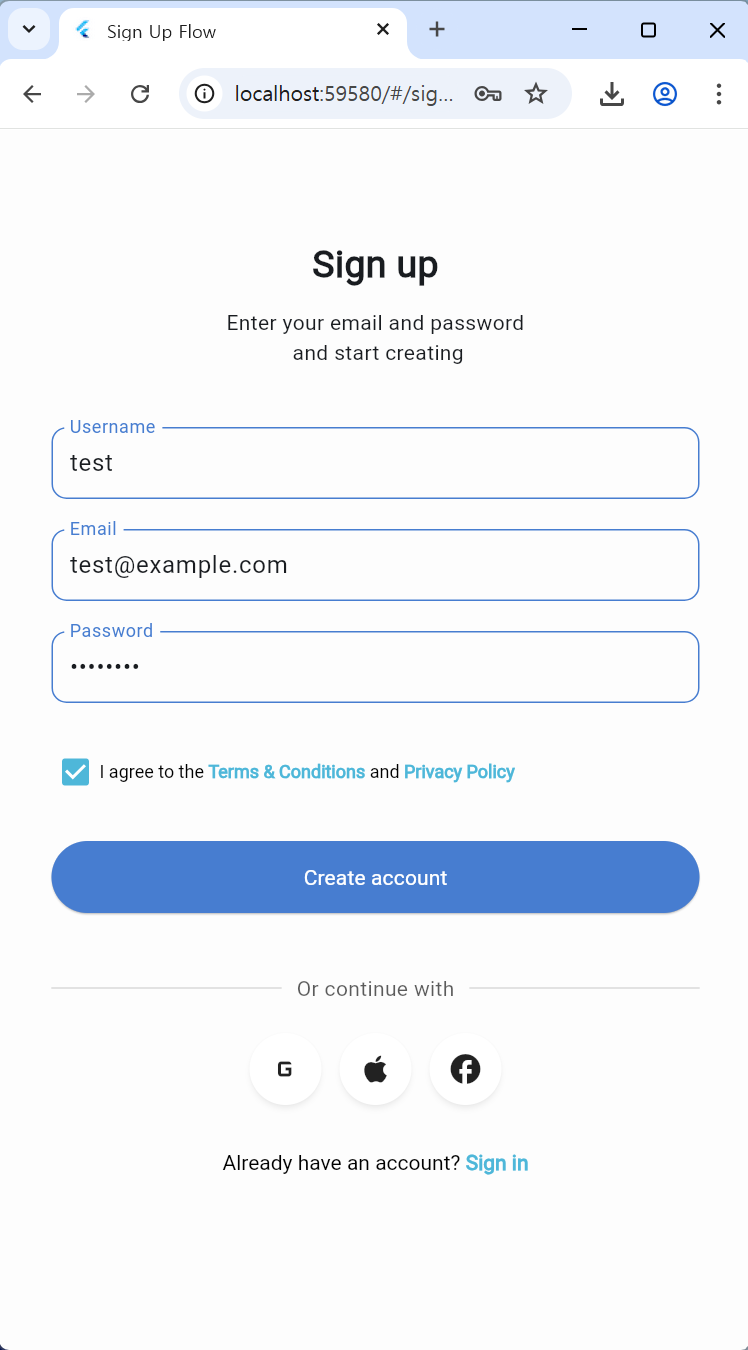 Sign Up Flow
localhost:59580/#/sig...
Sign up
Enter your email and password
and start creating
Username
test
Email
test@example.com
Password
••••••••
I agree to the Terms & Conditions and Privacy Policy
Create account
Or continue with
G
Already have an account? Sign in